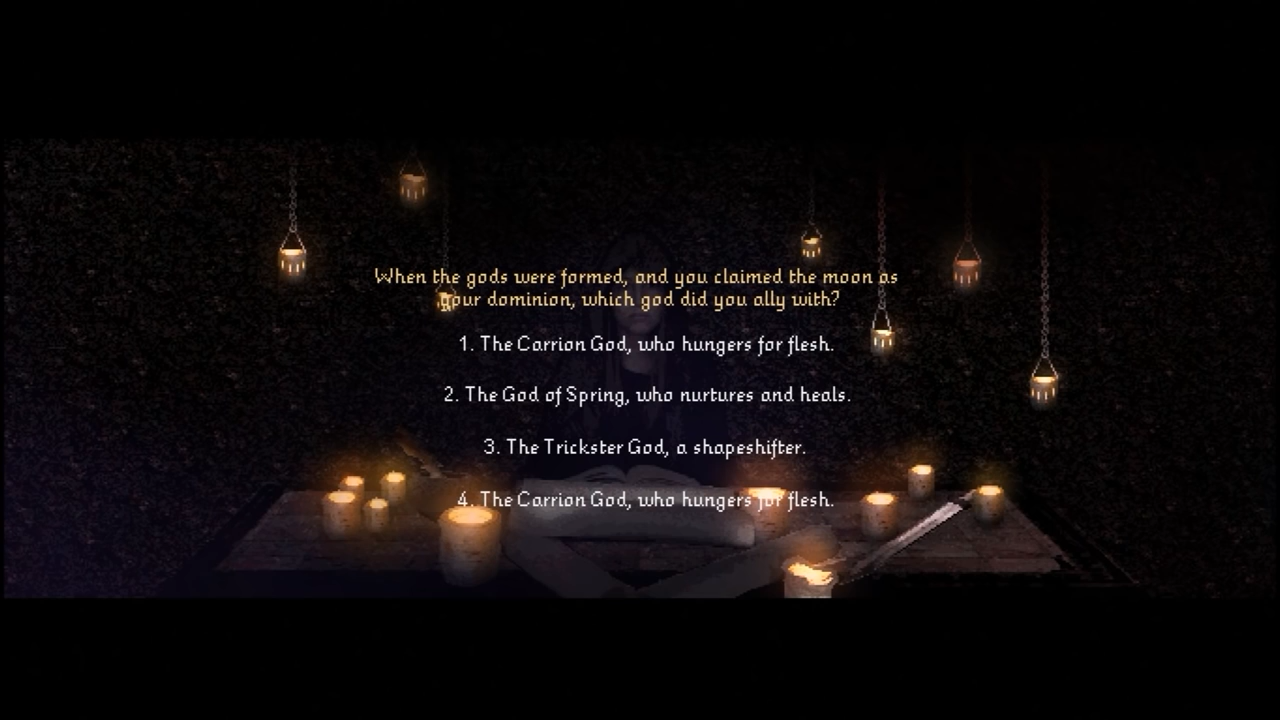 When the gods were formed, and you claimed the moon as
your dominion, which god did you ally with?
1. The Carrion God, who hungers for flesh.
2. The God of Spring, who nurtures and heals.
3. The Trickster God, a shapeshifter.
4. The Carrion God, who hungers for flesh.